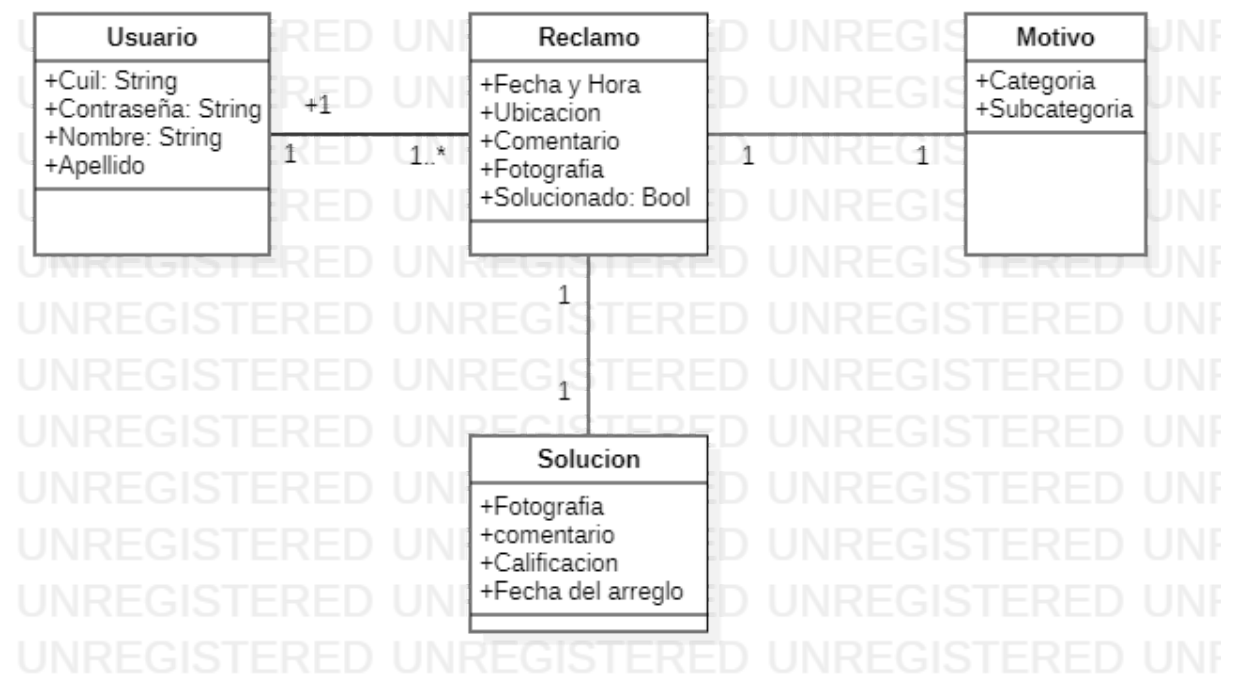 Usuario
+Cuil: String
+Contraseña: String
+Nombre: String
+Apellido
+1
1
1..*
Reclamo
+Fecha y Hora
+Ubicacion
+Comentario
+Fotografia
+Solucionado: Bool
1
1
Motivo
+Categoria
+Subcategoria
1
1
Solucion
+Fotografia
+comentario
+Calificacion
+Fecha del arreglo
UNREGISTERED